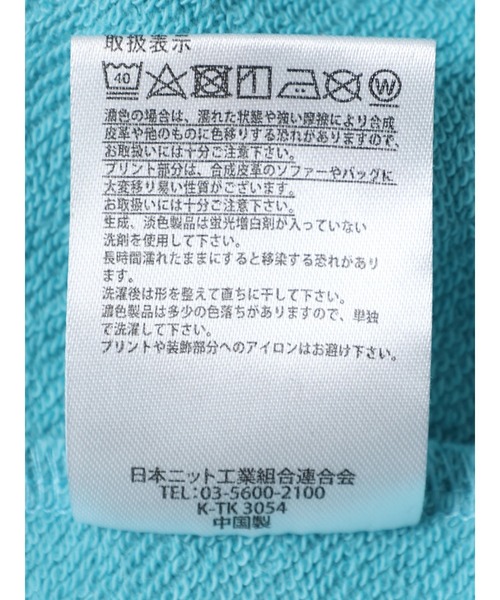 取扱表示
40
W
濃色の場合は、濡れた状態や強い摩擦により合成
皮革や他のものに色移りする恐れがありますので、
お取扱いには十分ご注意下さい。
プリント部分は、合成皮革のソファーやバッグに
大変移り易い性質がございます。
お取扱いには十分ご注意下さい。
生成、淡色製品は蛍光増白剤が入っていない
洗剤を使用して下さい。
長時間濡れたままにすると移染する恐れがあり
ます。
洗濯後は形を整えて直ちに干して下さい。
濃色製品は多少の色落ちがありますので、単独
で洗濯して下さい。
プリントや装飾部分へのアイロンはお避け下さい。
日本ニット工業組合連合会
TEL: 03-5600-2100
K-TK 3054
中国製